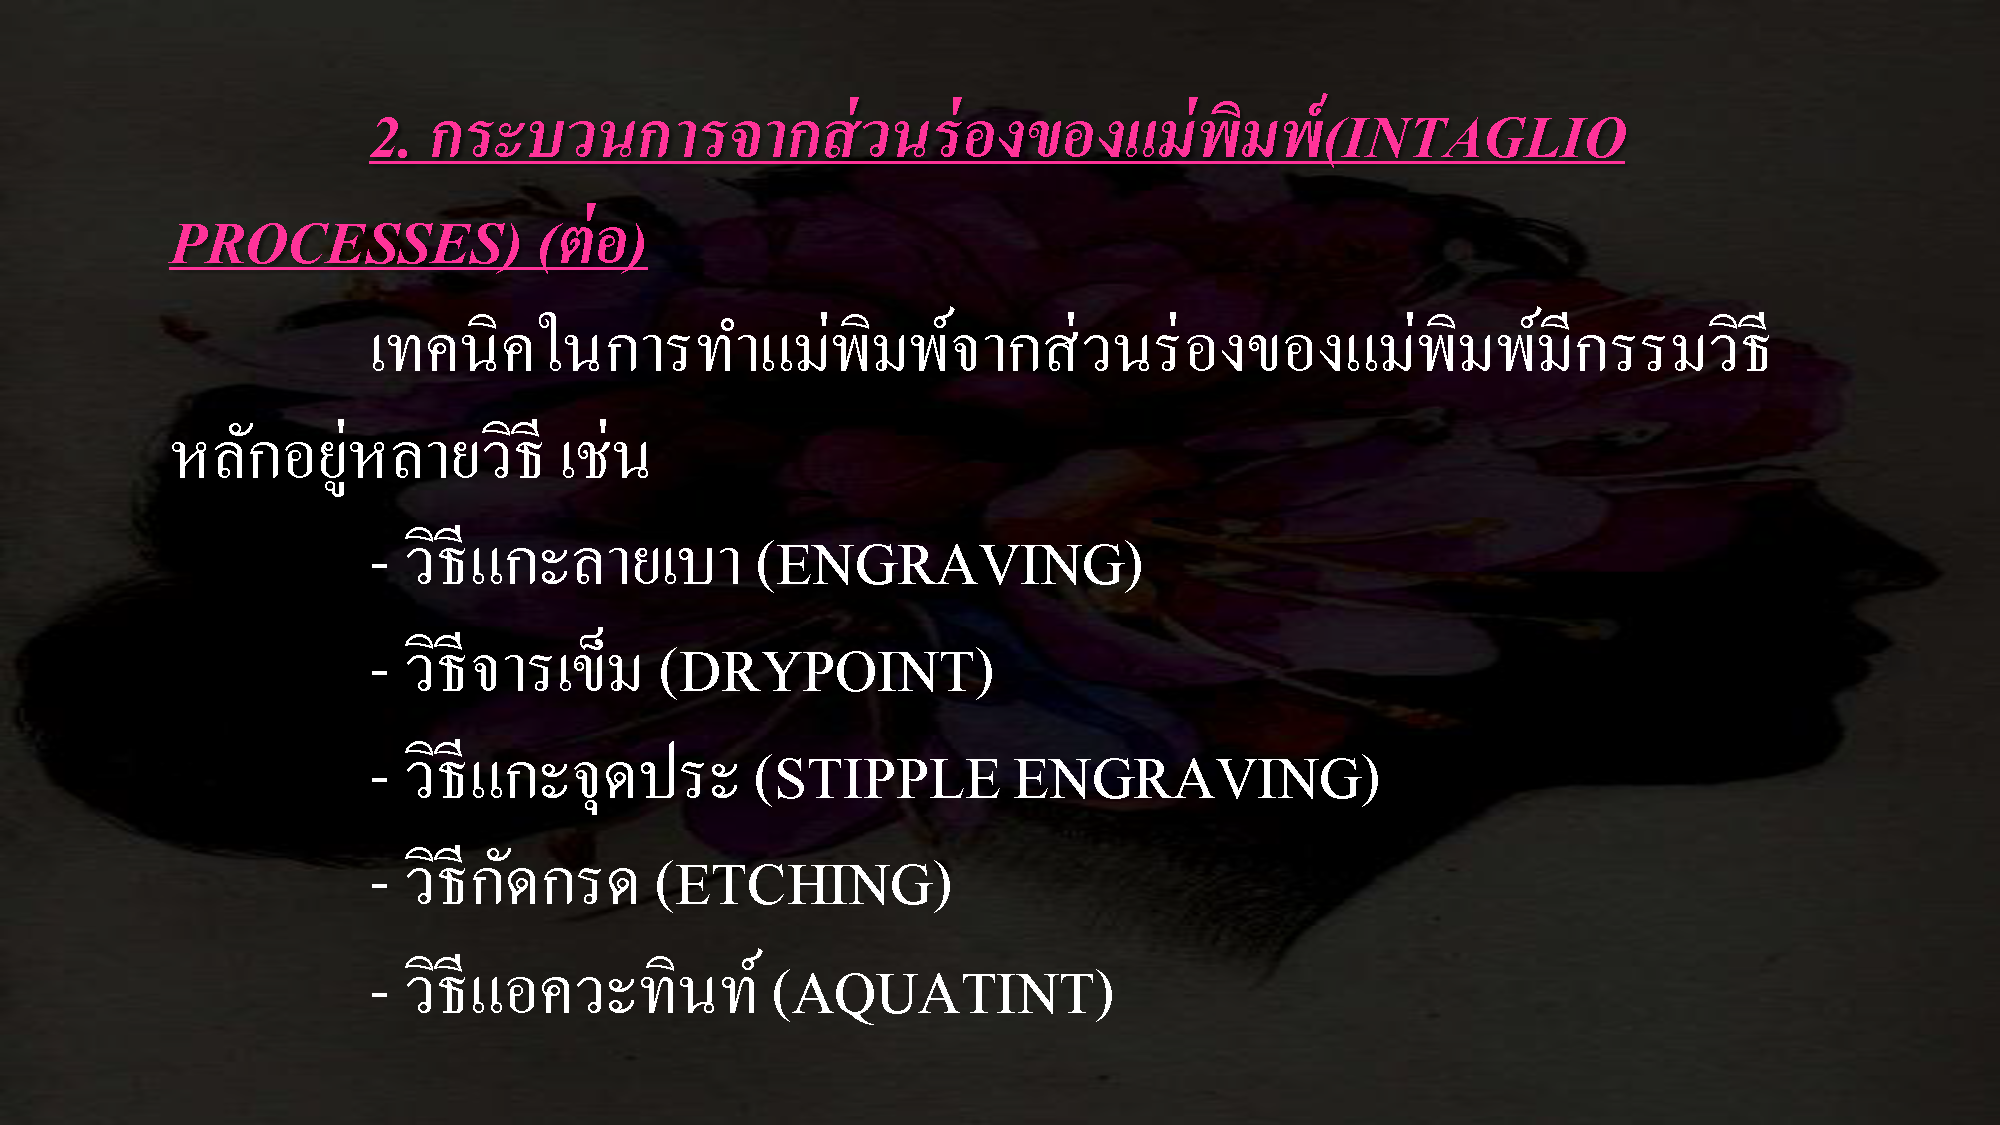 2. กระบวนการจากส่วนร่องของแม่พิมพ์(INTAGLIO
PROCESSES) (ต่อ)
เทคนิคในการทำแม่พิมพ์จากส่วนร่องของแม่พิมพ์มีกรรมวิธี
หลักอยู่หลายวิธี เช่น
- วิธีแกะลายเบา (ENGRAVING)
- วิธีจารเข็ม (DRYPOINT)
- วิธีแกะจุดประ (STIPPLE ENGRAVING)
- วิธีกัดกรด (ETCHING)
- วิธีแอควะทินท์ (AQUATINT)